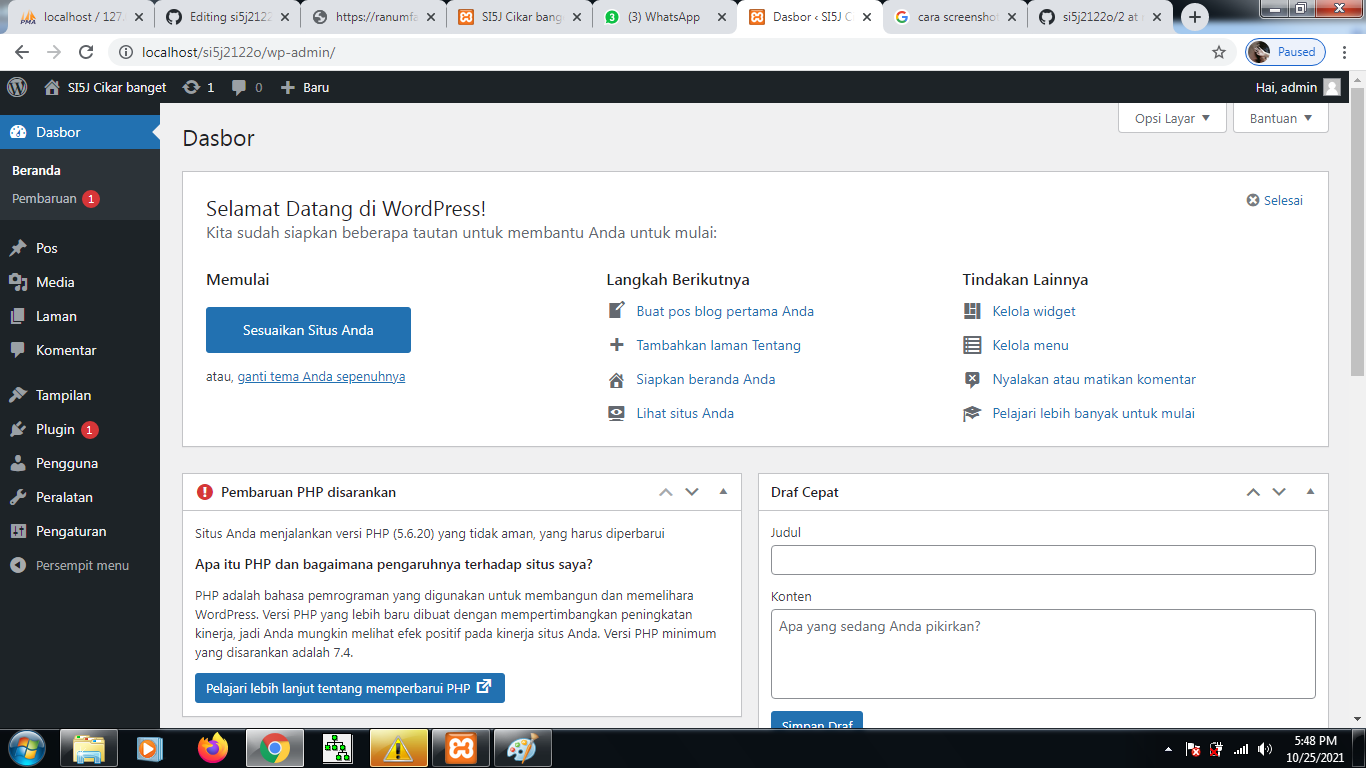 localhost / 127.
Editing si5j2122
https://ranumfa
SI5J Cikar bang
(3) WhatsApp
Dasbor ‹ SI5J C
cara screenshot
si5j2122o/2 at
localhost/si5j2122o/wp-admin/
Paused
SI5J Cikar banget
1
0
Baru
Hai, admin
Dasbor
Beranda
Pembaruan 1
Pos
Media
Laman
Komentar
Tampilan
Plugin 1
Pengguna
Peralatan
Pengaturan
Persempit menu
Dasbor
Opsi Layar
Bantuan
Selamat Datang di WordPress!
Kita sudah siapkan beberapa tautan untuk membantu Anda untuk mulai:
Selesai
Memulai
Sesuaikan Situs Anda
atau, ganti tema Anda sepenuhnya
Langkah Berikutnya
Buat pos blog pertama Anda
Tambahkan laman Tentang
Siapkan beranda Anda
Lihat situs Anda
Tindakan Lainnya
Kelola widget
Kelola menu
Nyalakan atau matikan komentar
Pelajari lebih banyak untuk mulai
Pembaruan PHP disarankan
Situs Anda menjalankan versi PHP (5.6.20) yang tidak aman, yang harus diperbarui
Apa itu PHP dan bagaimana pengaruhnya terhadap situs saya?
PHP adalah bahasa pemrograman yang digunakan untuk membangun dan memelihara
WordPress. Versi PHP yang lebih baru dibuat dengan mempertimbangkan peningkatan
kinerja, jadi Anda mungkin melihat efek positif pada kinerja situs Anda. Versi PHP minimum
yang disarankan adalah 7.4.
Pelajari lebih lanjut tentang memperbarui PHP
Draf Cepat
Judul
Konten
Apa yang sedang Anda pikirkan?
Simpan Draf
5:48 PM
10/25/2021